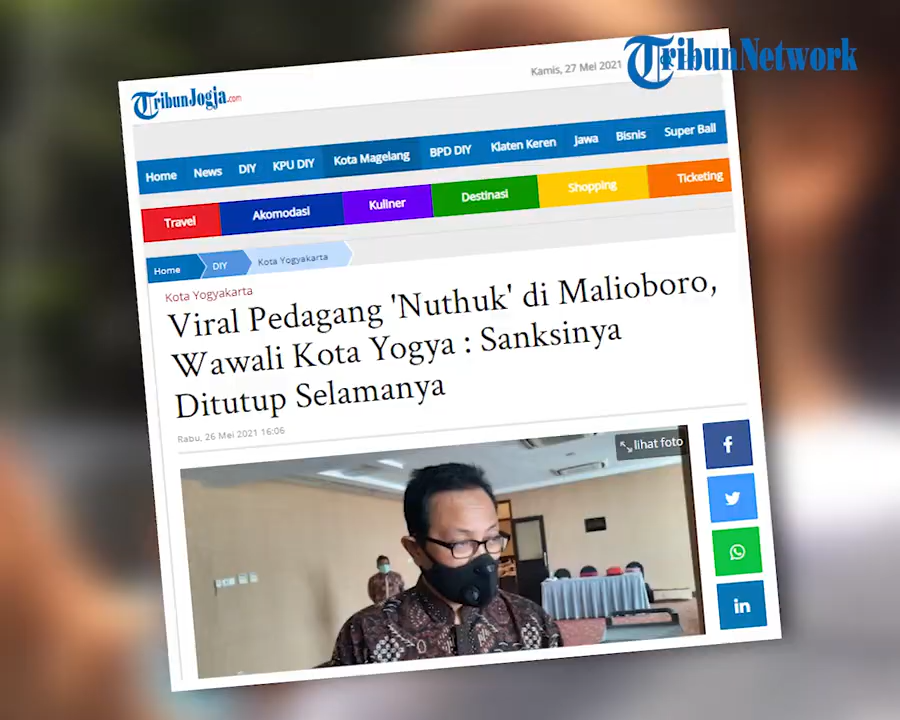 TribunNetwork
Kamis, 27 Mei 2021
TribunJogja.com
Home News DIY KPU DIY Kota Magelang BPD DIY Klaten Keren Jawa Bisnis Super Ball
Travel Akomodasi Kuliner Destinasi Shopping Ticketing
Home DIY Kota Yogyakarta
Kota Yogyakarta
Viral Pedagang 'Nuthuk' di Malioboro,
Wawali Kota Yogya : Sanksinya
Ditutup Selamanya
Rabu, 26 Mei 2021 16:06
lihat foto
f
in